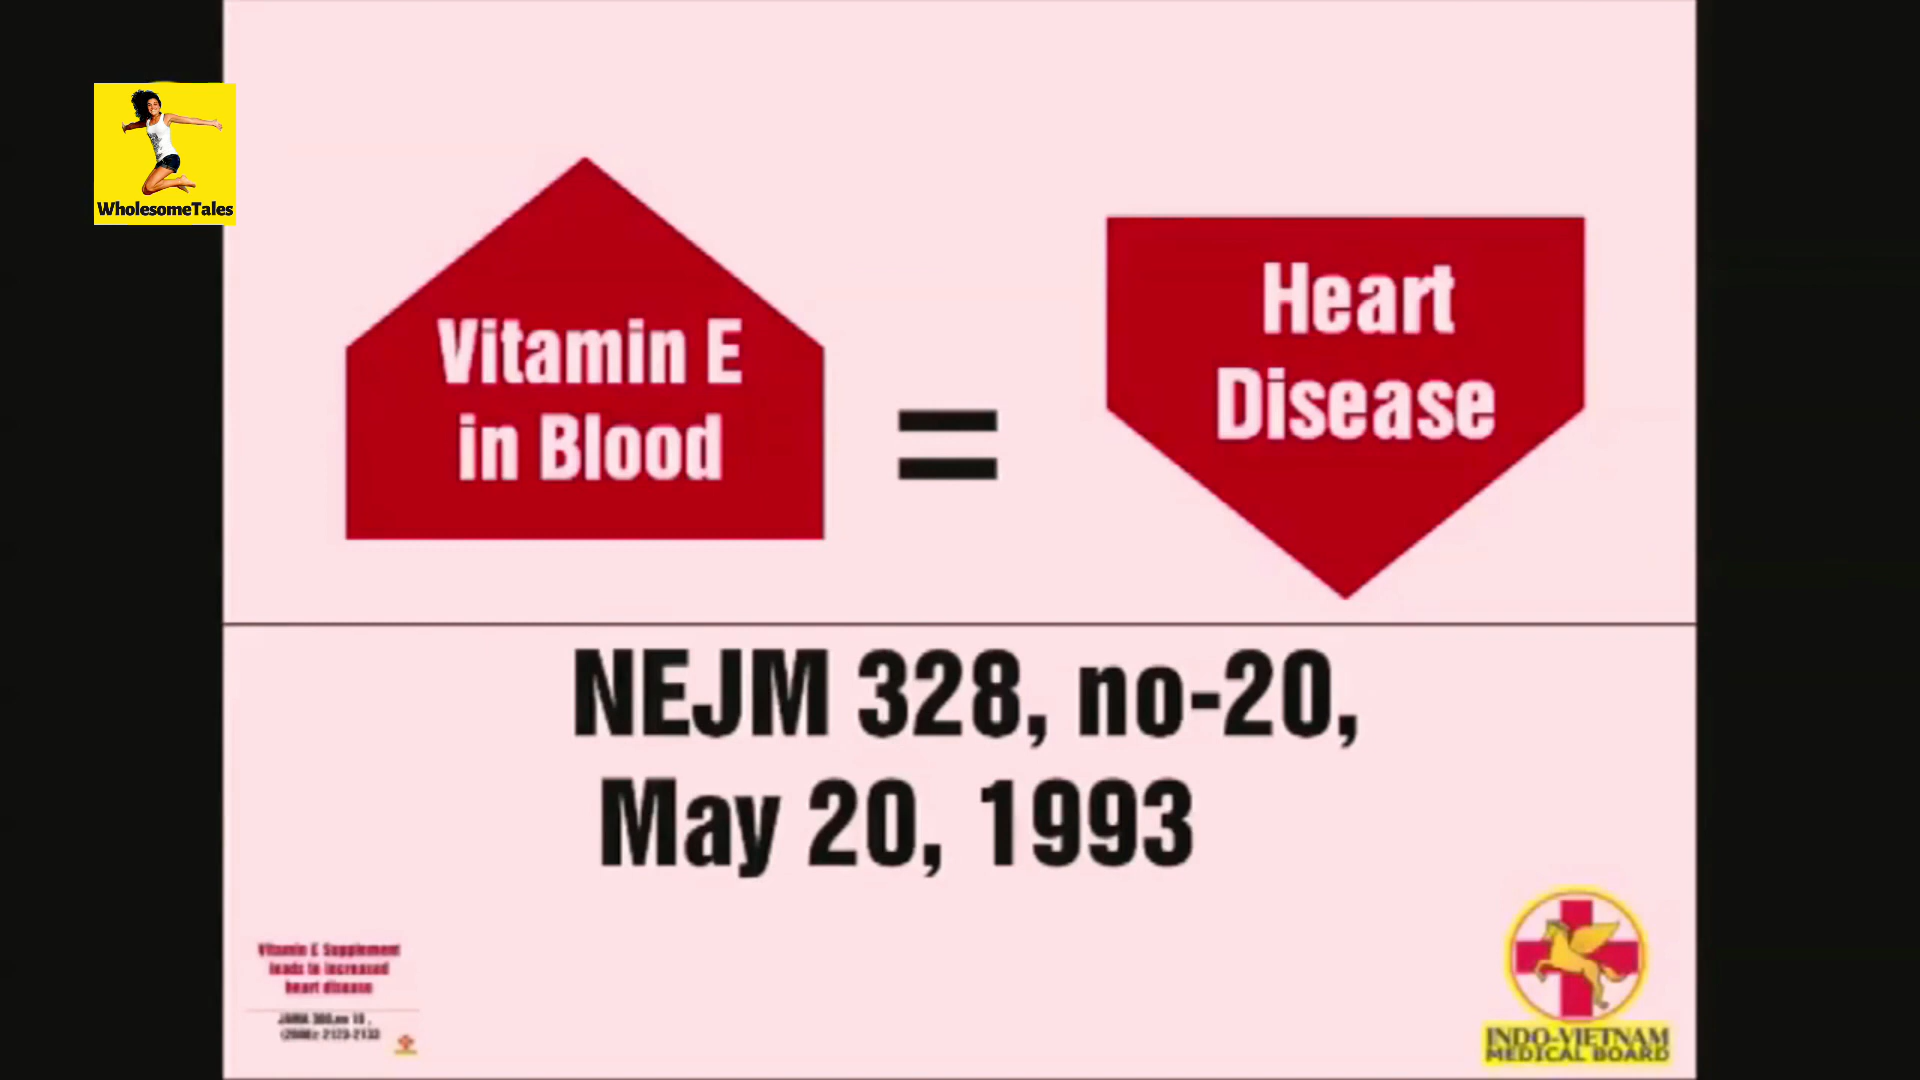 WholesomeTales
Vitamin E
in Blood
=
Heart
Disease
NEJM 328, no-20,
May 20, 1993
Vitamin E Supplement
leads to increased
heart disease
INDO-VIETNAM
MEDICAL BOARD